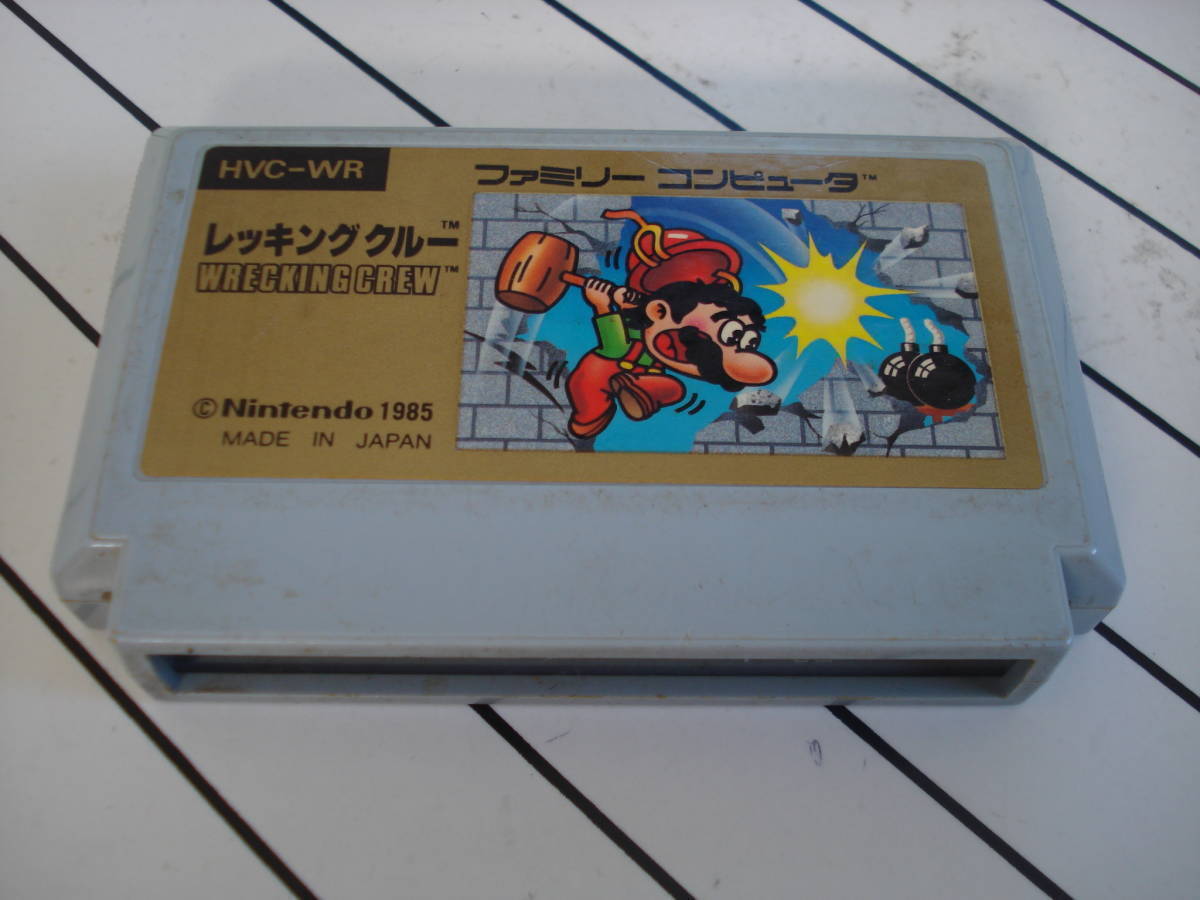 HVC-WR
ファミリー コンピュータ™
レッキングクルー™
WRECKING CREW™
©Nintendo 1985
MADE IN JAPAN